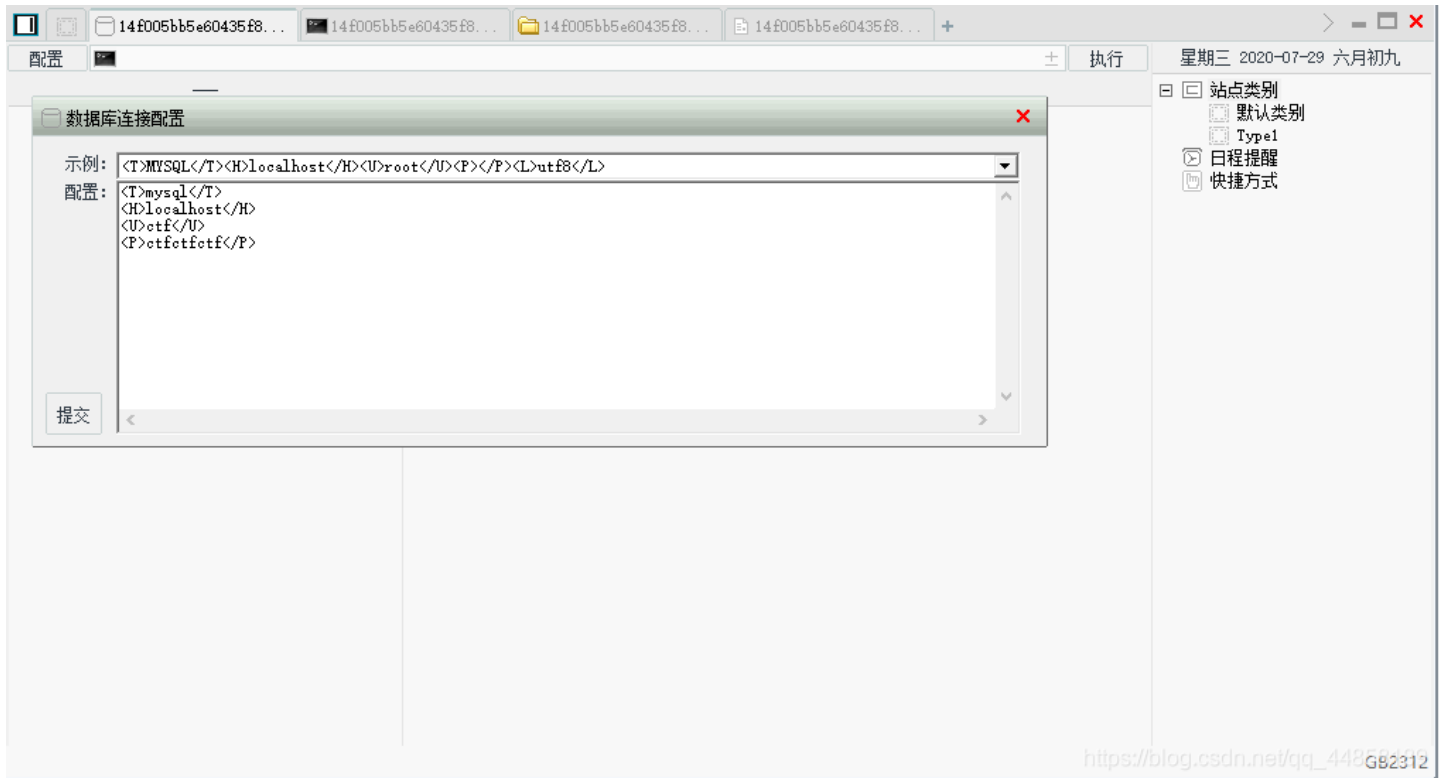 14f005bb5e60435f8... 14f005bb5e60435f8... 14f005bb5e60435f8... 14f005bb5e60435f8... +
配置 ± 执行 星期三 2020-07-29 六月初九
数据库连接配置
示例: <T>MYSQL</T><H>localhost</H><U>root</U><P></P><L>utf8</L>
配置: <T>mysql</T>
<H>localhost</H>
<U>ctf</U>
<P>ctfctfctf</P>
提交
站点类别
默认类别
Type1
日程提醒
快捷方式
https://blog.csdn.net/qq_44
GB2312